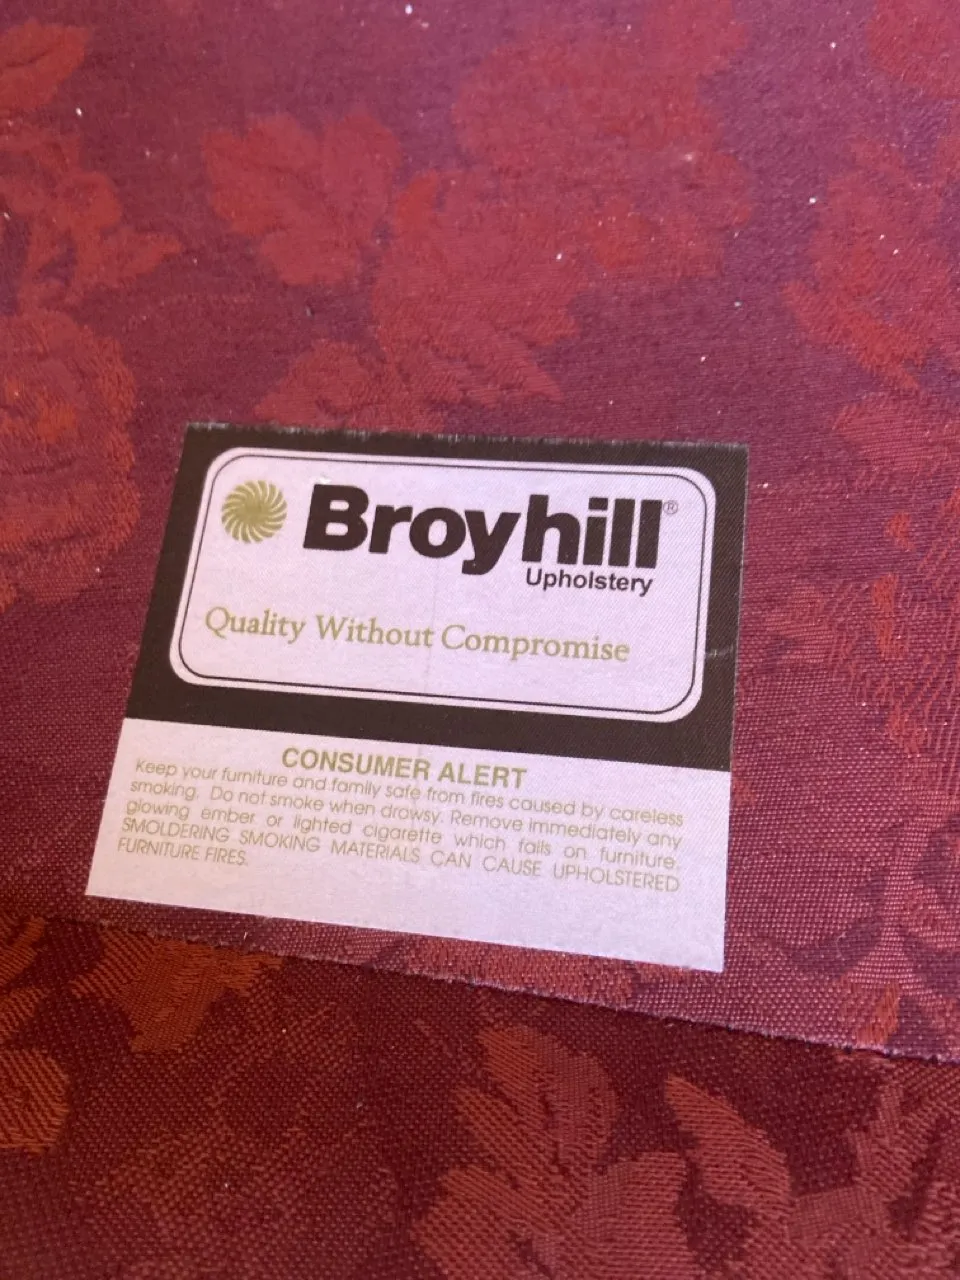 Broyhill®
Upholstery
Quality Without Compromise
CONSUMER ALERT
Keep your furniture and family safe from fires caused by careless
smoking. Do not smoke when drowsy. Remove immediately any
glowing ember or lighted cigarette which falls on furniture.
SMOLDERING SMOKING MATERIALS CAN CAUSE UPHOLSTERED
FURNITURE FIRES.